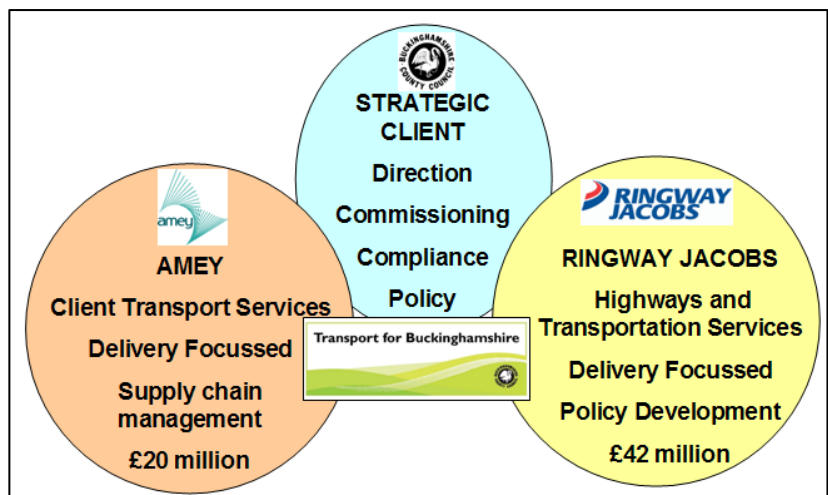 BUCKINGHAMSHIRE
COUNTY COUNCIL
STRATEGIC
CLIENT
Direction
Commissioning
Compliance
Policy
amey
AMEY
Client Transport Services
Delivery Focussed
Supply chain
management
£20 million
Transport for Buckinghamshire
RINGWAY
JACOBS
RINGWAY JACOBS
Highways and
Transportation Services
Delivery Focussed
Policy Development
£42 million